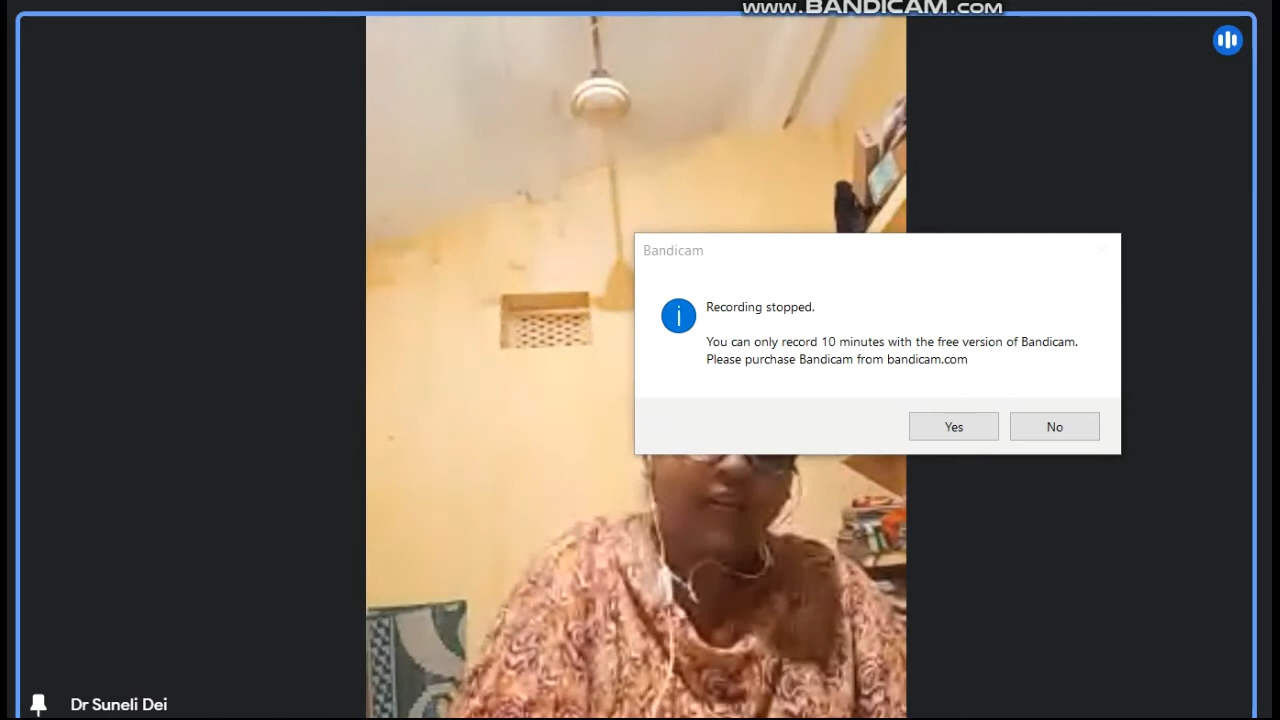 www.BANDICAM.com
Bandicam
Recording stopped.
You can only record 10 minutes with the free version of Bandicam.
Please purchase Bandicam from bandicam.com
Yes
No
Dr Suneli Dei